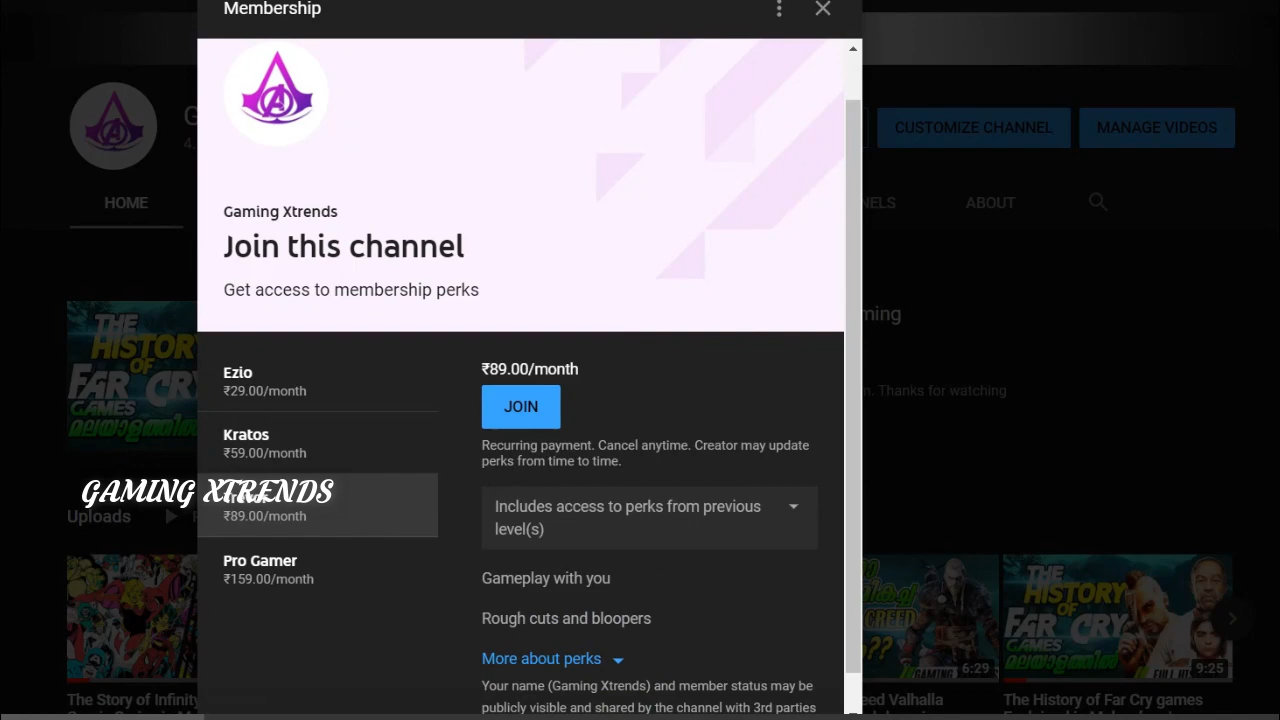 Membership
CUSTOMIZE CHANNEL
MANAGE VIDEOS
HOME
ABOUT
Gaming Xtrends
Join this channel
Get access to membership perks
Ezio
₹29.00/month
Kratos
₹59.00/month
GAMING XTRENDS
₹89.00/month
Pro Gamer
₹159.00/month
₹89.00/month
JOIN
Recurring payment. Cancel anytime. Creator may update
perks from time to time.
Includes access to perks from previous
level(s)
Gameplay with you
Rough cuts and bloopers
More about perks
Your name (Gaming Xtrends) and member status may be
publicly visible and shared by the channel with 3rd parties
Thanks for watching
Uploads
THE
HISTORY
OF
FAR CRY
GAMES
മലയാളത്തിൽ
The Story of Infinity
6:29
Valhalla
THE
HISTORY
OF
FAR CRY
മലയാളത്തിൽ
9:25
The History of Far Cry games